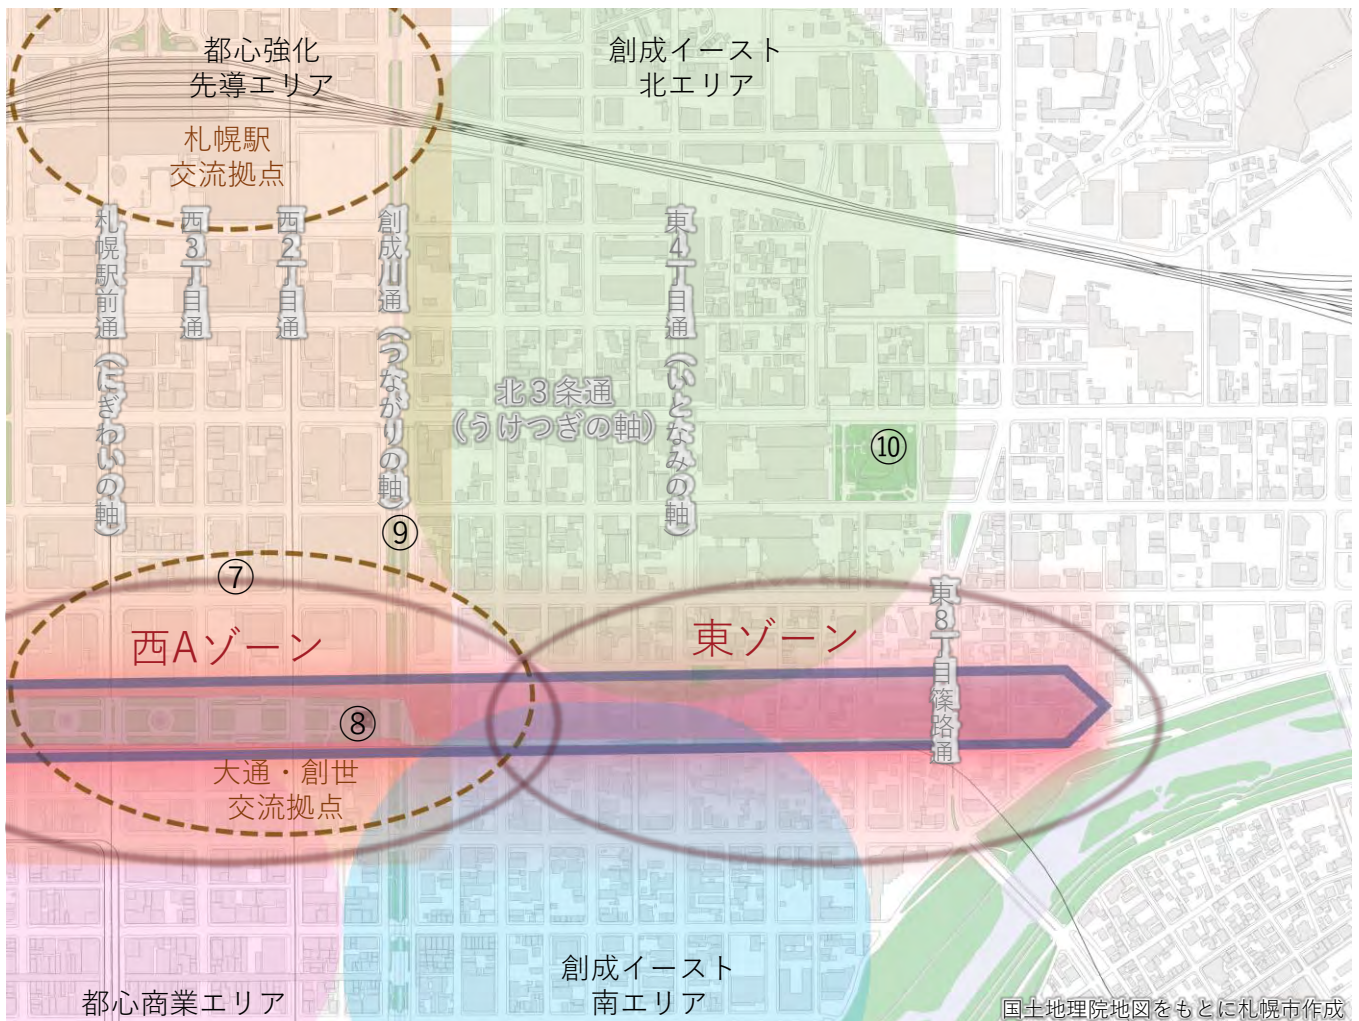 都心強化
先導エリア
創成イースト
北エリア
札幌駅
交流拠点
札幌駅前通(にぎわいの軸)
西3丁目通
西2丁目通
創成川通(つながりの軸)
東4丁目通(いとなみの軸)
北3条通
(うけつぎの軸)
⑩
⑨
⑦
西Aゾーン
東ゾーン
東8丁目篠路通
⑧
大通・創世
交流拠点
創成イースト
南エリア
都心商業エリア
国土地理院地図をもとに札幌市作成